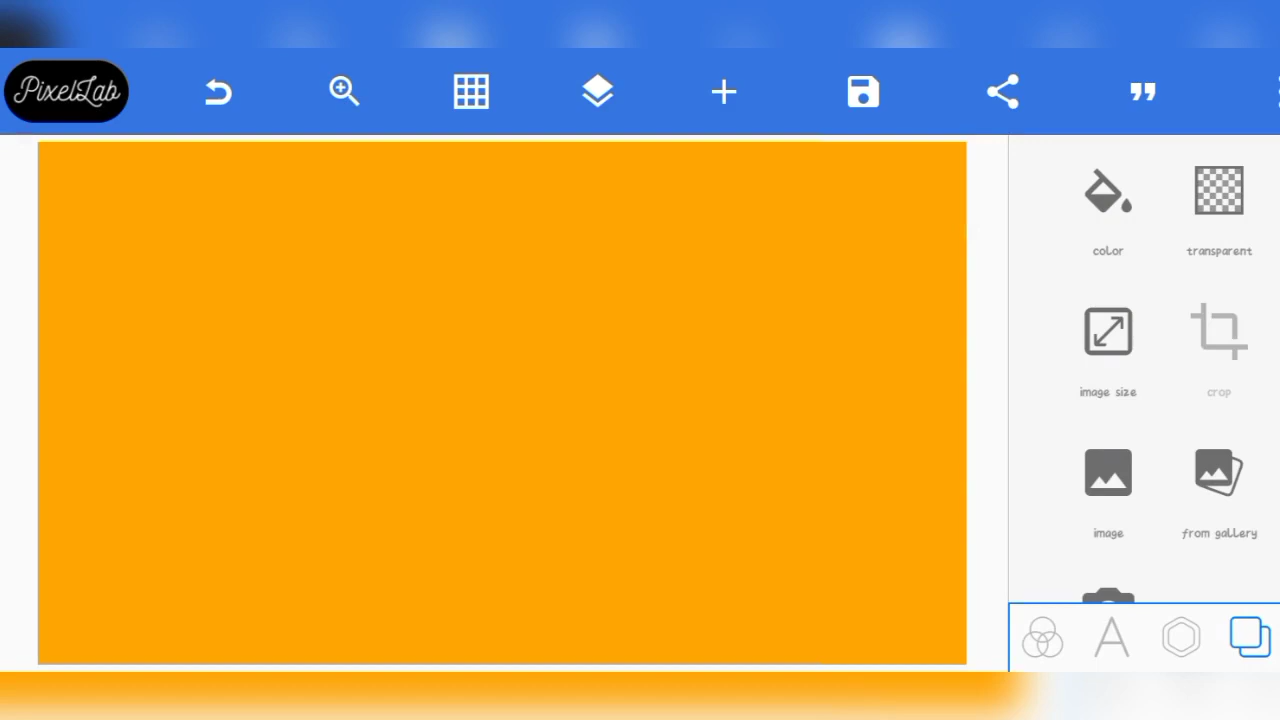 PixelLab
color
transparent
image size
crop
image
from gallery